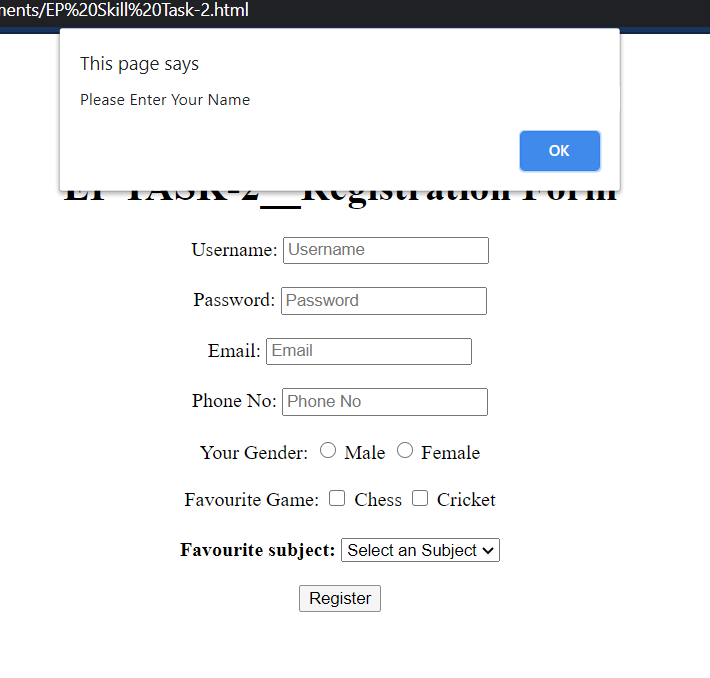 ments/EP%20Skill%20Task-2.html
This page says
Please Enter Your Name
OK
EP TASK-2__Registration Form
Username: Username
Password: Password
Email: Email
Phone No: Phone No
Your Gender: Male Female
Favourite Game: Chess Cricket
Favourite subject: Select an Subject
Register